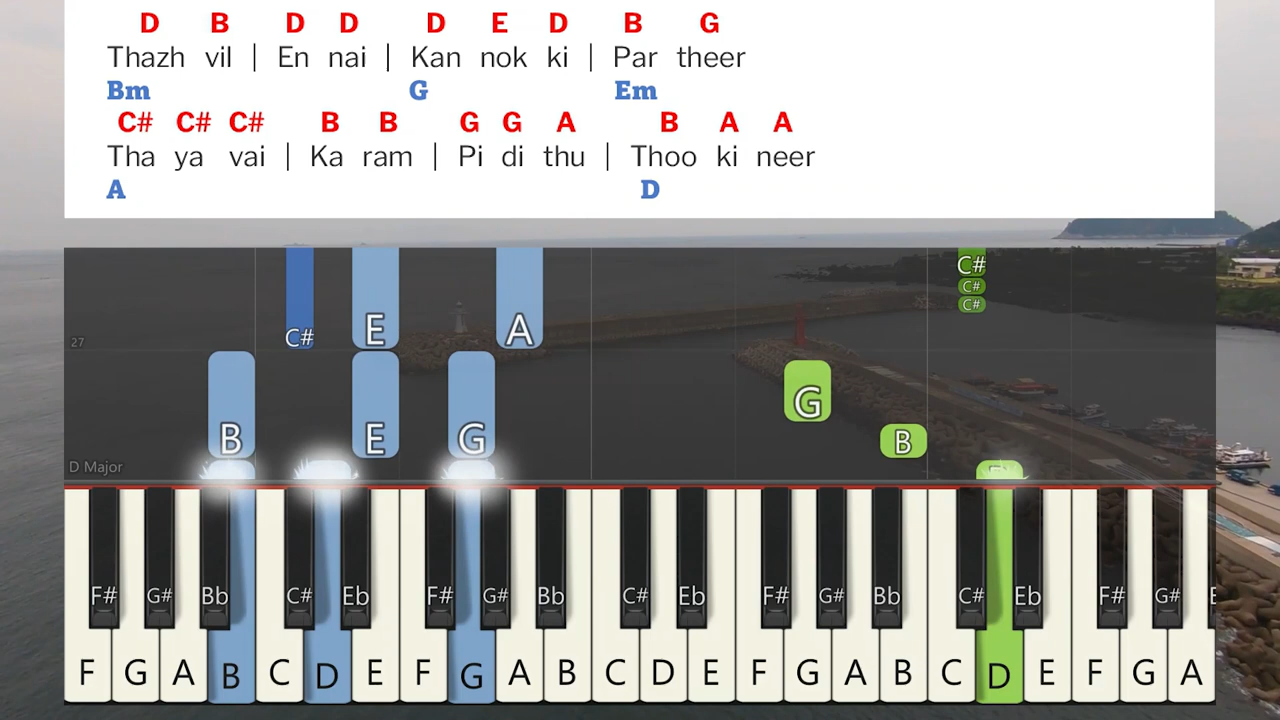 D B D D D E D B G
Thazh vil | En nai | Kan nok ki | Par theer
Bm G Em
C# C# C# B B G G A B A A
Tha ya vai | Ka ram | Pi di thu | Thoo ki neer
A D
C#
C#
C#
C# E A
27
G
B E G B
D Major
F# G# Bb C# Eb F# G# Bb C# Eb F# G# Bb C# Eb F# G#
F G A B C D E F G A B C D E F G A B C D E F G A